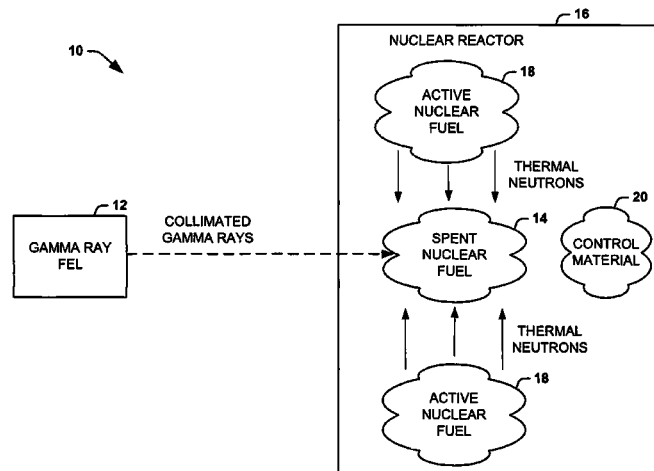 16
NUCLEAR REACTOR
10
18
ACTIVE
NUCLEAR
FUEL
THERMAL
NEUTRONS
12
COLLIMATED
GAMMA RAYS
14
20
GAMMA RAY
FEL
SPENT
NUCLEAR
FUEL
CONTROL
MATERIAL
THERMAL
NEUTRONS
18
ACTIVE
NUCLEAR
FUEL